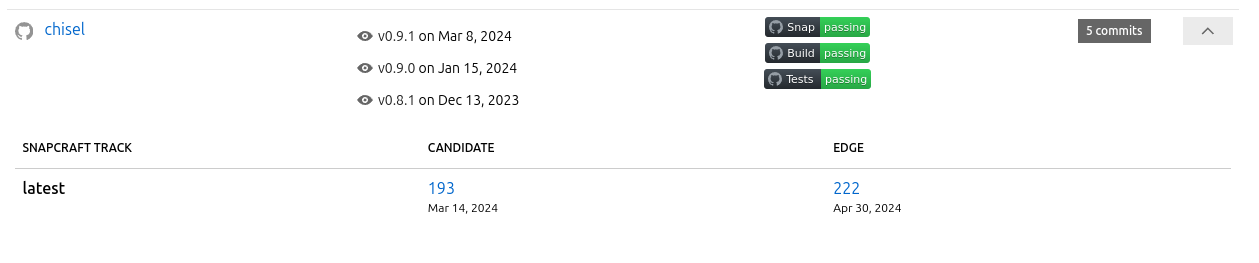 chisel
v0.9.1 on Mar 8, 2024
v0.9.0 on Jan 15, 2024
v0.8.1 on Dec 13, 2023
Snap passing
Build passing
Tests passing
5 commits
SNAPCRAFT TRACK CANDIDATE EDGE
latest 193 222
Mar 14, 2024 Apr 30, 2024